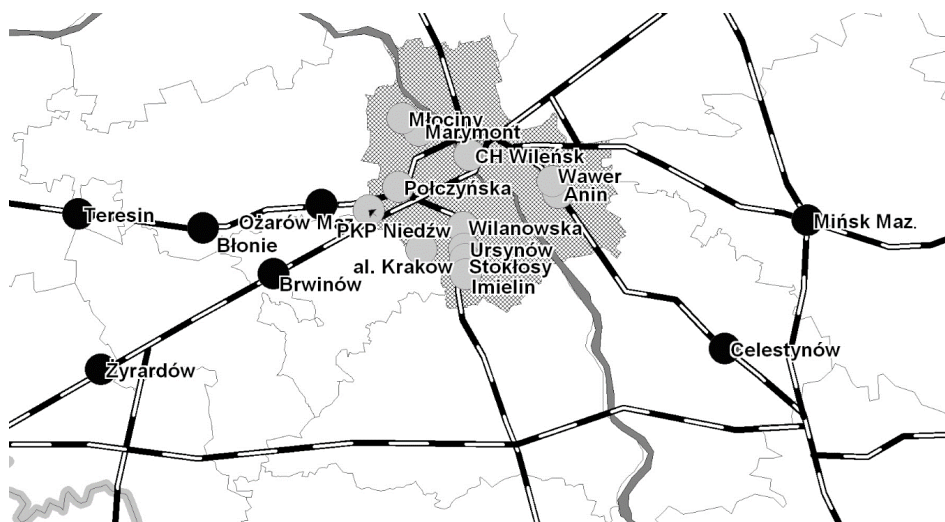 Młociny
Marymont
CH Wileńsk
Wawer
Anin
Połczyńska
Teresin
Ożarów Maz.
Błonie
PKP Niedźw
Wilanowska
Mińsk Maz.
Ursynów
al. Krakow
Stokłosy
Brwinów
Imielin
Celestynów
Żyrardów